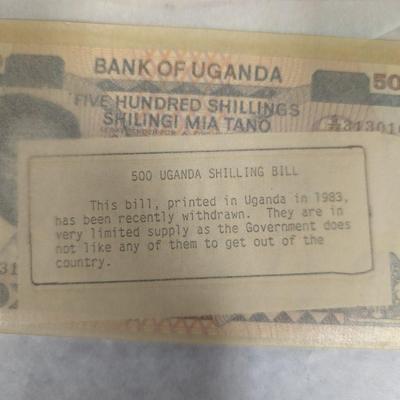 BANK OF UGANDA
50
FIVE HUNDRED SHILLINGS
SHILINGI MIA TANO
500 UGANDA SHILLING BILL
This bill, printed in Uganda in 1983,
has been recently withdrawn. They are in
very limited supply as the Government does
not like any of them to get out of the
country.